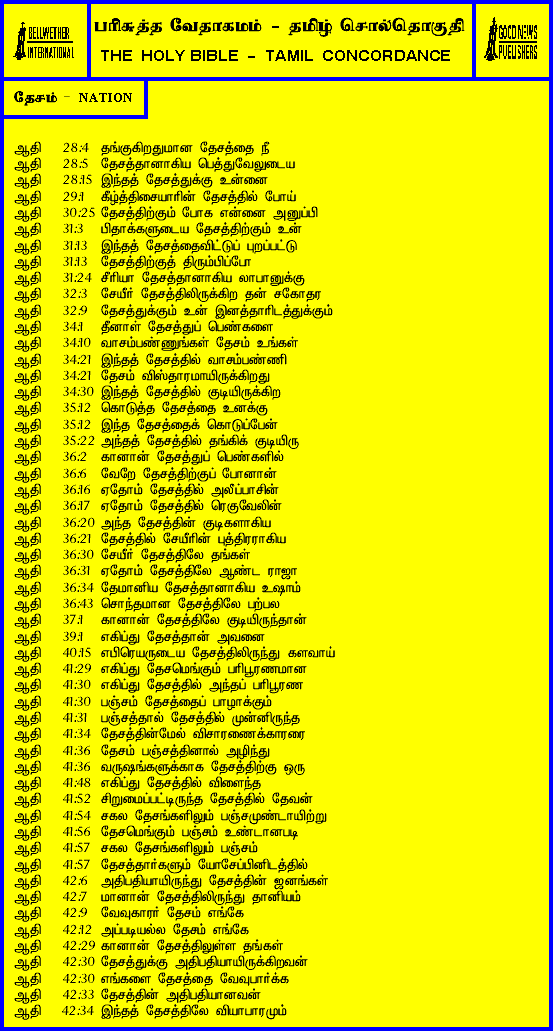 BELLWETHER
INTERNATIONAL
பரிசுத்த வேதாகமம் - தமிழ் சொல்தொகுதி
THE HOLY BIBLE - TAMIL CONCORDANCE
GOOD NEWS
PUBLISHERS
தேசம் - NATION
ஆதி 28:4 தங்குகிறதுமான தேசத்தை நீ
ஆதி 28:5 தேசத்தானாகிய பெத்துவேலுடைய
ஆதி 28:15 இந்தத் தேசத்துக்கு உன்னை
ஆதி 29:1 கீழ்த்திசையாரின் தேசத்தில் போய்
ஆதி 30:25 தேசத்திற்கும் போக என்னை அனுப்பி
ஆதி 31:3 பிதாக்களுடைய தேசத்திற்கும் உன்
ஆதி 31:13 இந்தத் தேசத்தைவிட்டுப் புறப்பட்டு
ஆதி 31:13 தேசத்திற்குத் திரும்பிப்போ
ஆதி 31:24 சீரியா தேசத்தானாகிய லாபானுக்கு
ஆதி 32:3 சேயீர் தேசத்திலிருக்கிற தன் சகோதர
ஆதி 32:9 தேசத்துக்கும் உன் இனத்தாரிடத்துக்கும்
ஆதி 34:1 தீனாள் தேசத்துப் பெண்களை
ஆதி 34:10 வாசம்பண்ணுங்கள் தேசம் உங்கள்
ஆதி 34:21 இந்தத் தேசத்தில் வாசம்பண்ணி
ஆதி 34:21 தேசம் விஸ்தாரமாயிருக்கிறது
ஆதி 34:30 இந்தத் தேசத்தில் குடியிருக்கிற
ஆதி 35:12 கொடுத்த தேசத்தை உனக்கு
ஆதி 35:12 இந்த தேசத்தைக் கொடுப்பேன்
ஆதி 35:22 அந்தத் தேசத்தில் தங்கிக் குடியிரு
ஆதி 36:2 கானான் தேசத்துப் பெண்களில்
ஆதி 36:6 வேறே தேசத்திற்குப் போனான்
ஆதி 36:16 ஏதோம் தேசத்தில் அலீப்பாசின்
ஆதி 36:17 ஏதோம் தேசத்தில் ரெகுவேலின்
ஆதி 36:20 அந்த தேசத்தின் குடிகளாகிய
ஆதி 36:21 தேசத்தில் சேயீரின் புத்திரராகிய
ஆதி 36:30 சேயீர் தேசத்திலே தங்கள்
ஆதி 36:31 ஏதோம் தேசத்திலே ஆண்ட ராஜா
ஆதி 36:34 தேமானிய தேசத்தானாகிய உஷாம்
ஆதி 36:43 சொந்தமான தேசத்திலே பற்பல
ஆதி 37:1 கானான் தேசத்திலே குடியிருந்தான்
ஆதி 39:1 எகிப்து தேசத்தான் அவனை
ஆதி 40:15 எபிரெயருடைய தேசத்திலிருந்து களவாய்
ஆதி 41:29 எகிப்து தேசமெங்கும் பரிபூரணமான
ஆதி 41:30 எகிப்து தேசத்தில் அந்தப் பரிபூரண
ஆதி 41:30 பஞ்சம் தேசத்தைப் பாழாக்கும்
ஆதி 41:31 பஞ்சத்தால் தேசத்தில் முன்னிருந்த
ஆதி 41:34 தேசத்தின்மேல் விசாரணைக்காரரை
ஆதி 41:36 தேசம் பஞ்சத்தினால் அழிந்து
ஆதி 41:36 வருஷங்களுக்காக தேசத்திற்கு ஒரு
ஆதி 41:48 எகிப்து தேசத்தில் விளைந்த
ஆதி 41:52 சிறுமைப்பட்டிருந்த தேசத்தில் தேவன்
ஆதி 41:54 சகல தேசங்களிலும் பஞ்சமுண்டாயிற்று
ஆதி 41:56 தேசமெங்கும் பஞ்சம் உண்டானபடி
ஆதி 41:57 சகல தேசங்களிலும் பஞ்சம்
ஆதி 41:57 தேசத்தார்களும் யோசேப்பினிடத்தில்
ஆதி 42:6 அதிபதியாயிருந்து தேசத்தின் ஜனங்கள்
ஆதி 42:7 மானான் தேசத்திலிருந்து தானியம்
ஆதி 42:9 வேவுகாரர் தேசம் எங்கே
ஆதி 42:12 அப்படியல்ல தேசம் எங்கே
ஆதி 42:29 கானான் தேசத்திலுள்ள தங்கள்
ஆதி 42:30 தேசத்துக்கு அதிபதியாயிருக்கிறவன்
ஆதி 42:30 எங்களை தேசத்தை வேவுபார்க்க
ஆதி 42:33 தேசத்தின் அதிபதியானவன்
ஆதி 42:34 இந்தத் தேசத்திலே வியாபாரமும்